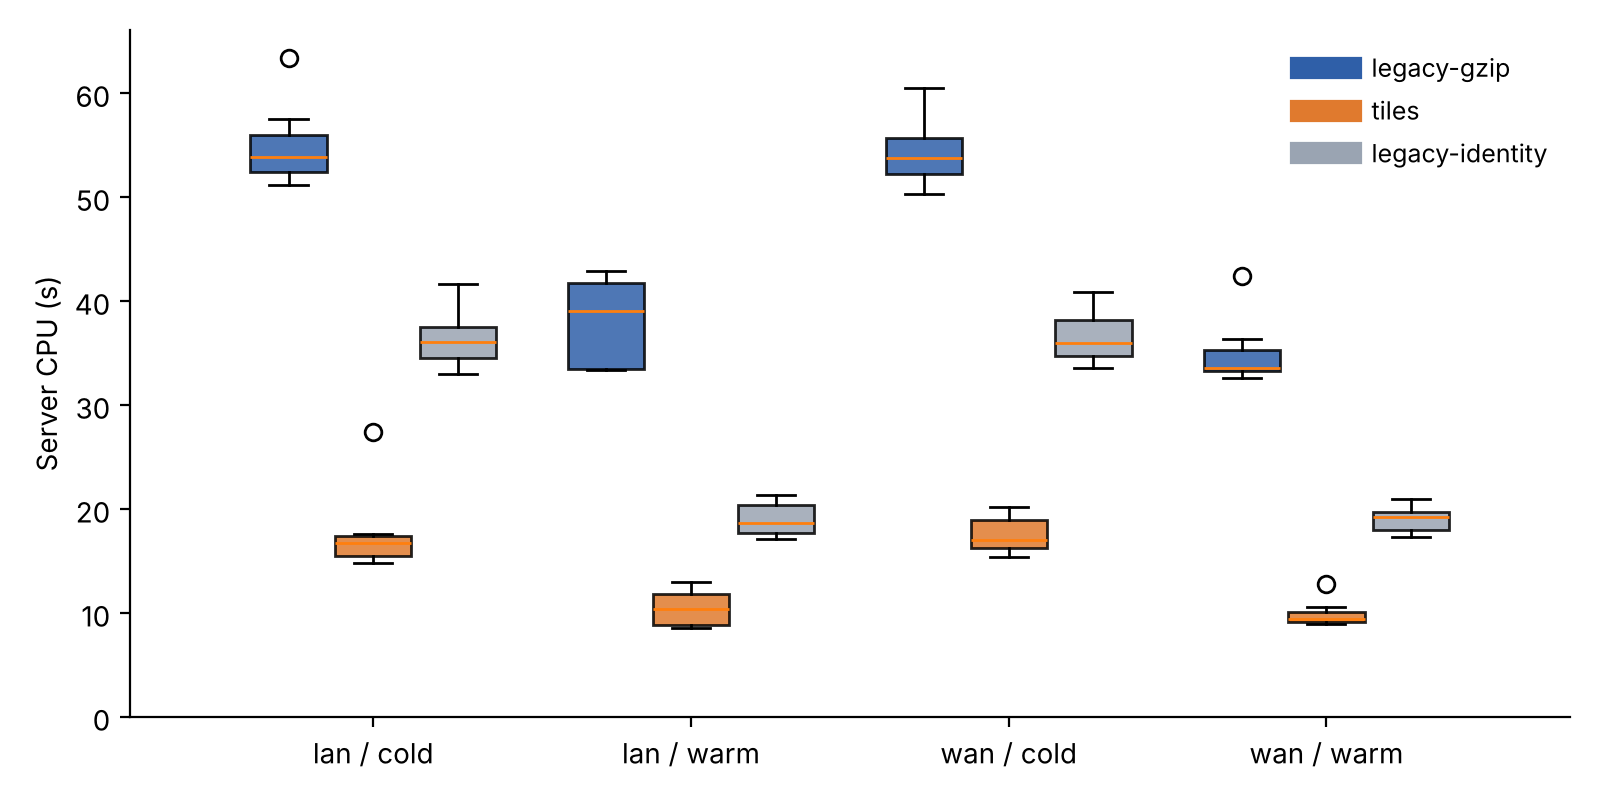 Server CPU (s)
60
50
40
30
20
10
0
lan / cold
lan / warm
wan / cold
wan / warm
legacy-gzip
tiles
legacy-identity